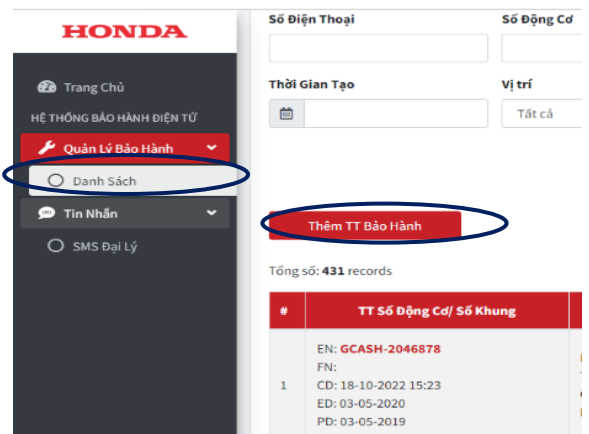 HONDA
Trang Chủ
HỆ THỐNG BẢO HÀNH ĐIỆN TỬ
Quản Lý Bảo Hành
Danh Sách
Tin Nhắn
SMS Đại Lý
Số Điện Thoại
Số Động Cơ
Thời Gian Tạo
Vị trí
Tất cả
Thêm TT Bảo Hành
Tổng số: 431 records
#
TT Số Động Cơ/ Số Khung
1
EN: GCASH-2046878
FN:
CD: 18-10-2022 15:23
ED: 03-05-2020
PD: 03-05-2019